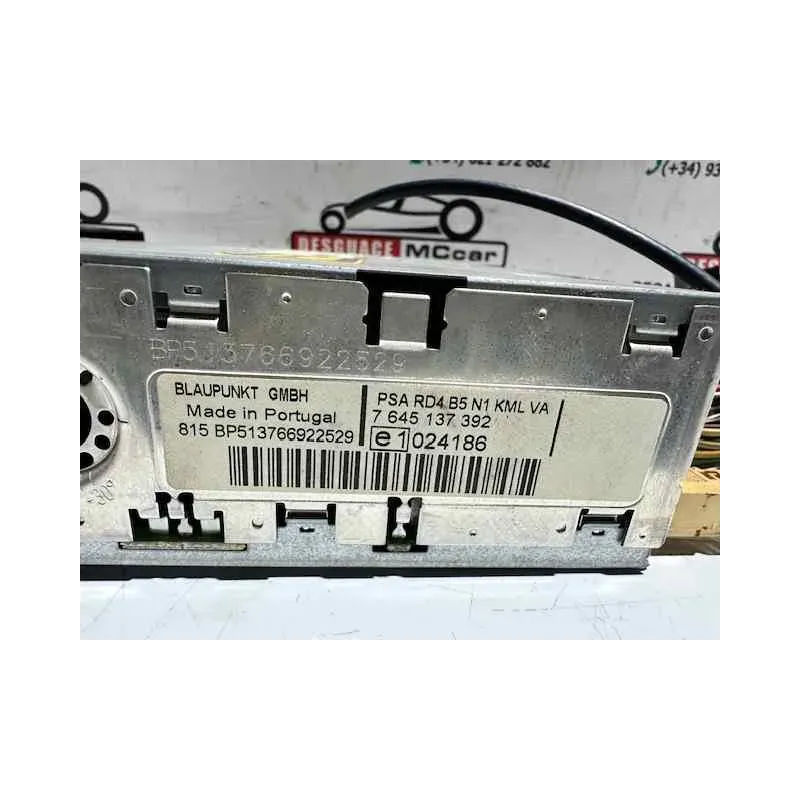 (+34) 93
DESGUACE MCcar
BP513766922529
BLAUPUNKT GMBH
Made in Portugal
815 BP513766922529
PSA RD4 B5 N1 KML VA
7 645 137 392
e1 024186
-30°